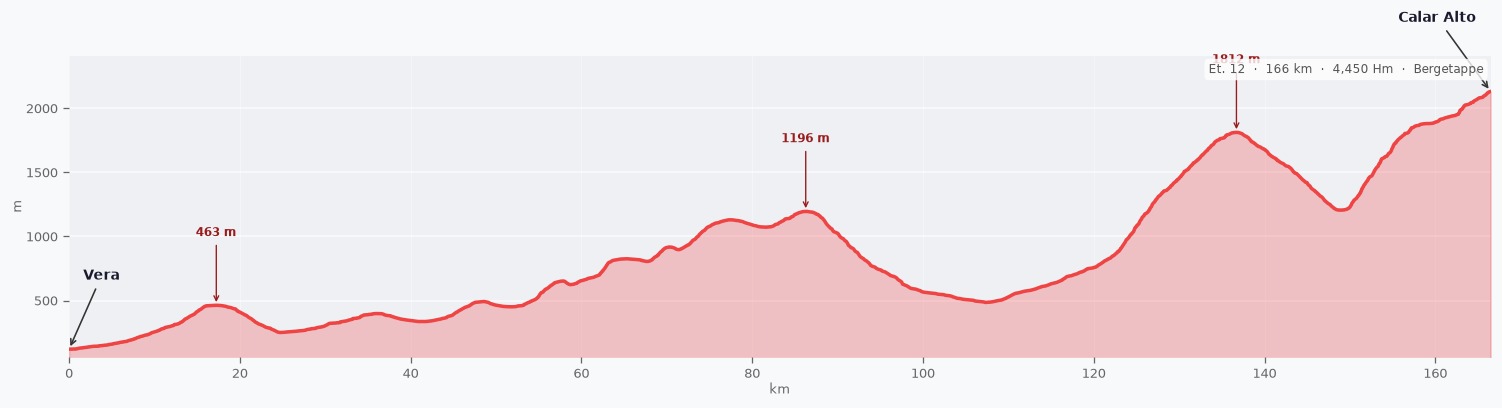 Calar Alto
1812 m
Et. 12 · 166 km · 4,450 Hm · Bergetappe
1196 m
463 m
Vera
2000
1500
1000
500
m
0 20 40 60 80 100 120 140 160
km